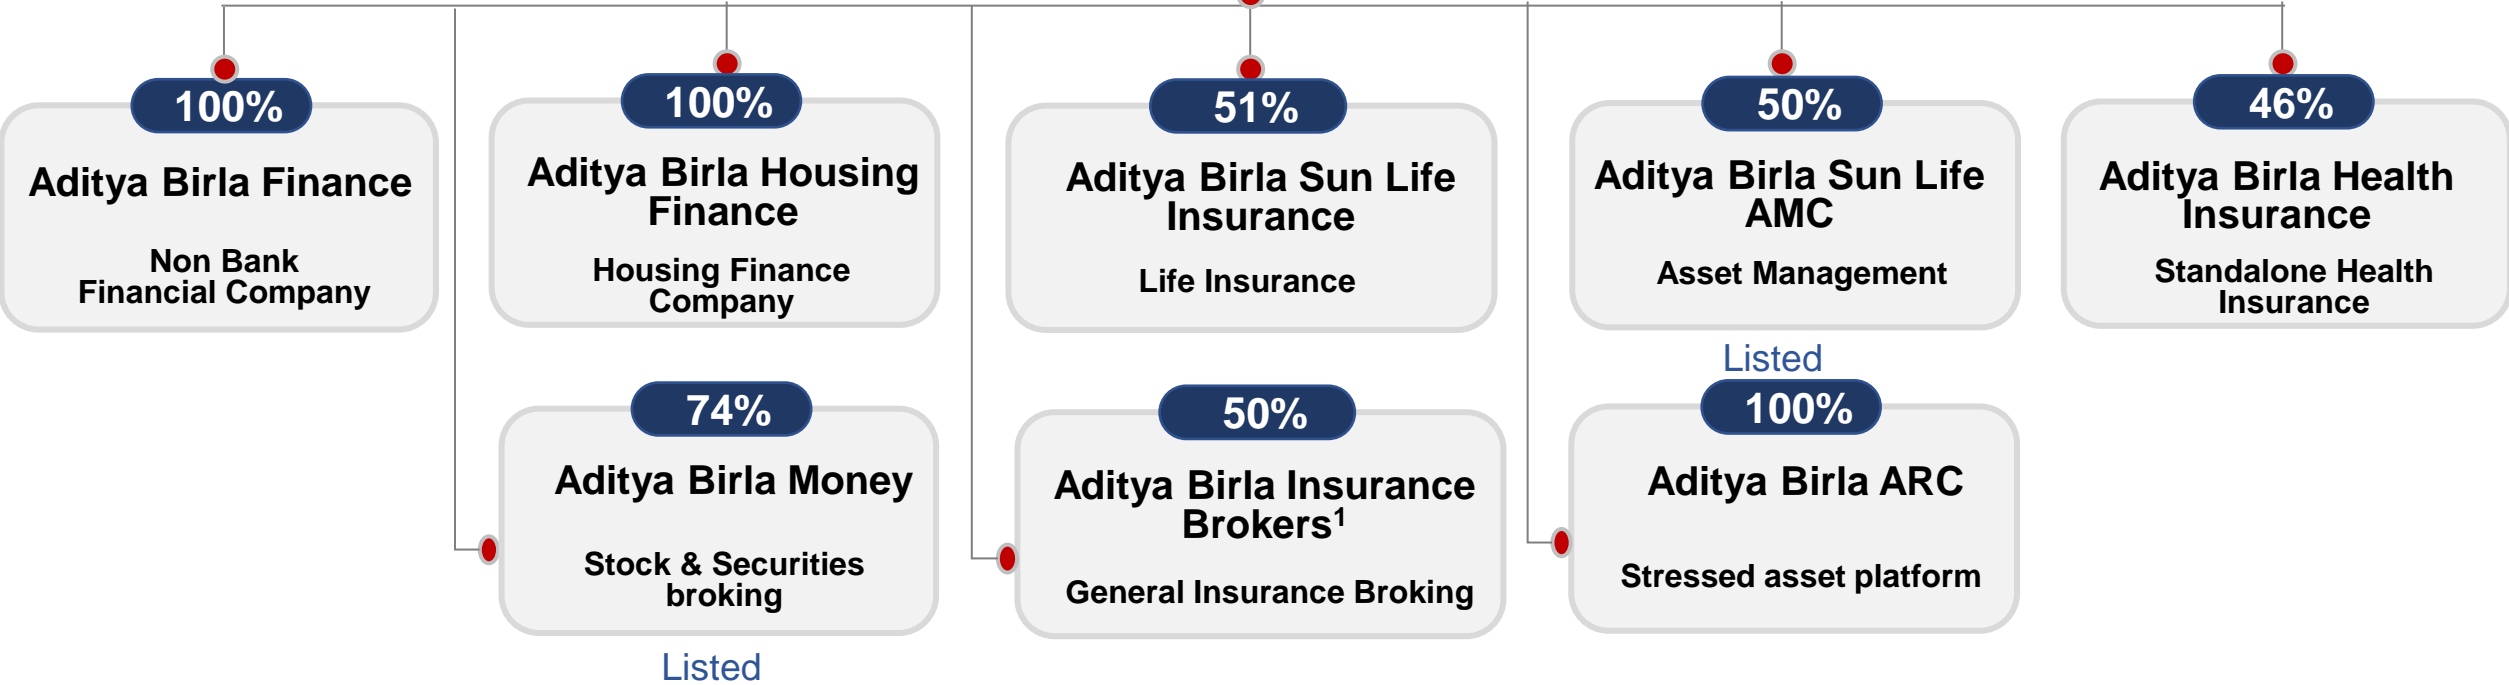 100%
Aditya Birla Finance
Non Bank
Financial Company
100%
Aditya Birla Housing
Finance
Housing Finance
Company
51%
Aditya Birla Sun Life
Insurance
Life Insurance
50%
Aditya Birla Sun Life
AMC
Asset Management
Listed
46%
Aditya Birla Health
Insurance
Standalone Health
Insurance
74%
Aditya Birla Money
Stock & Securities
broking
Listed
50%
Aditya Birla Insurance
Brokers¹
General Insurance Broking
100%
Aditya Birla ARC
Stressed asset platform